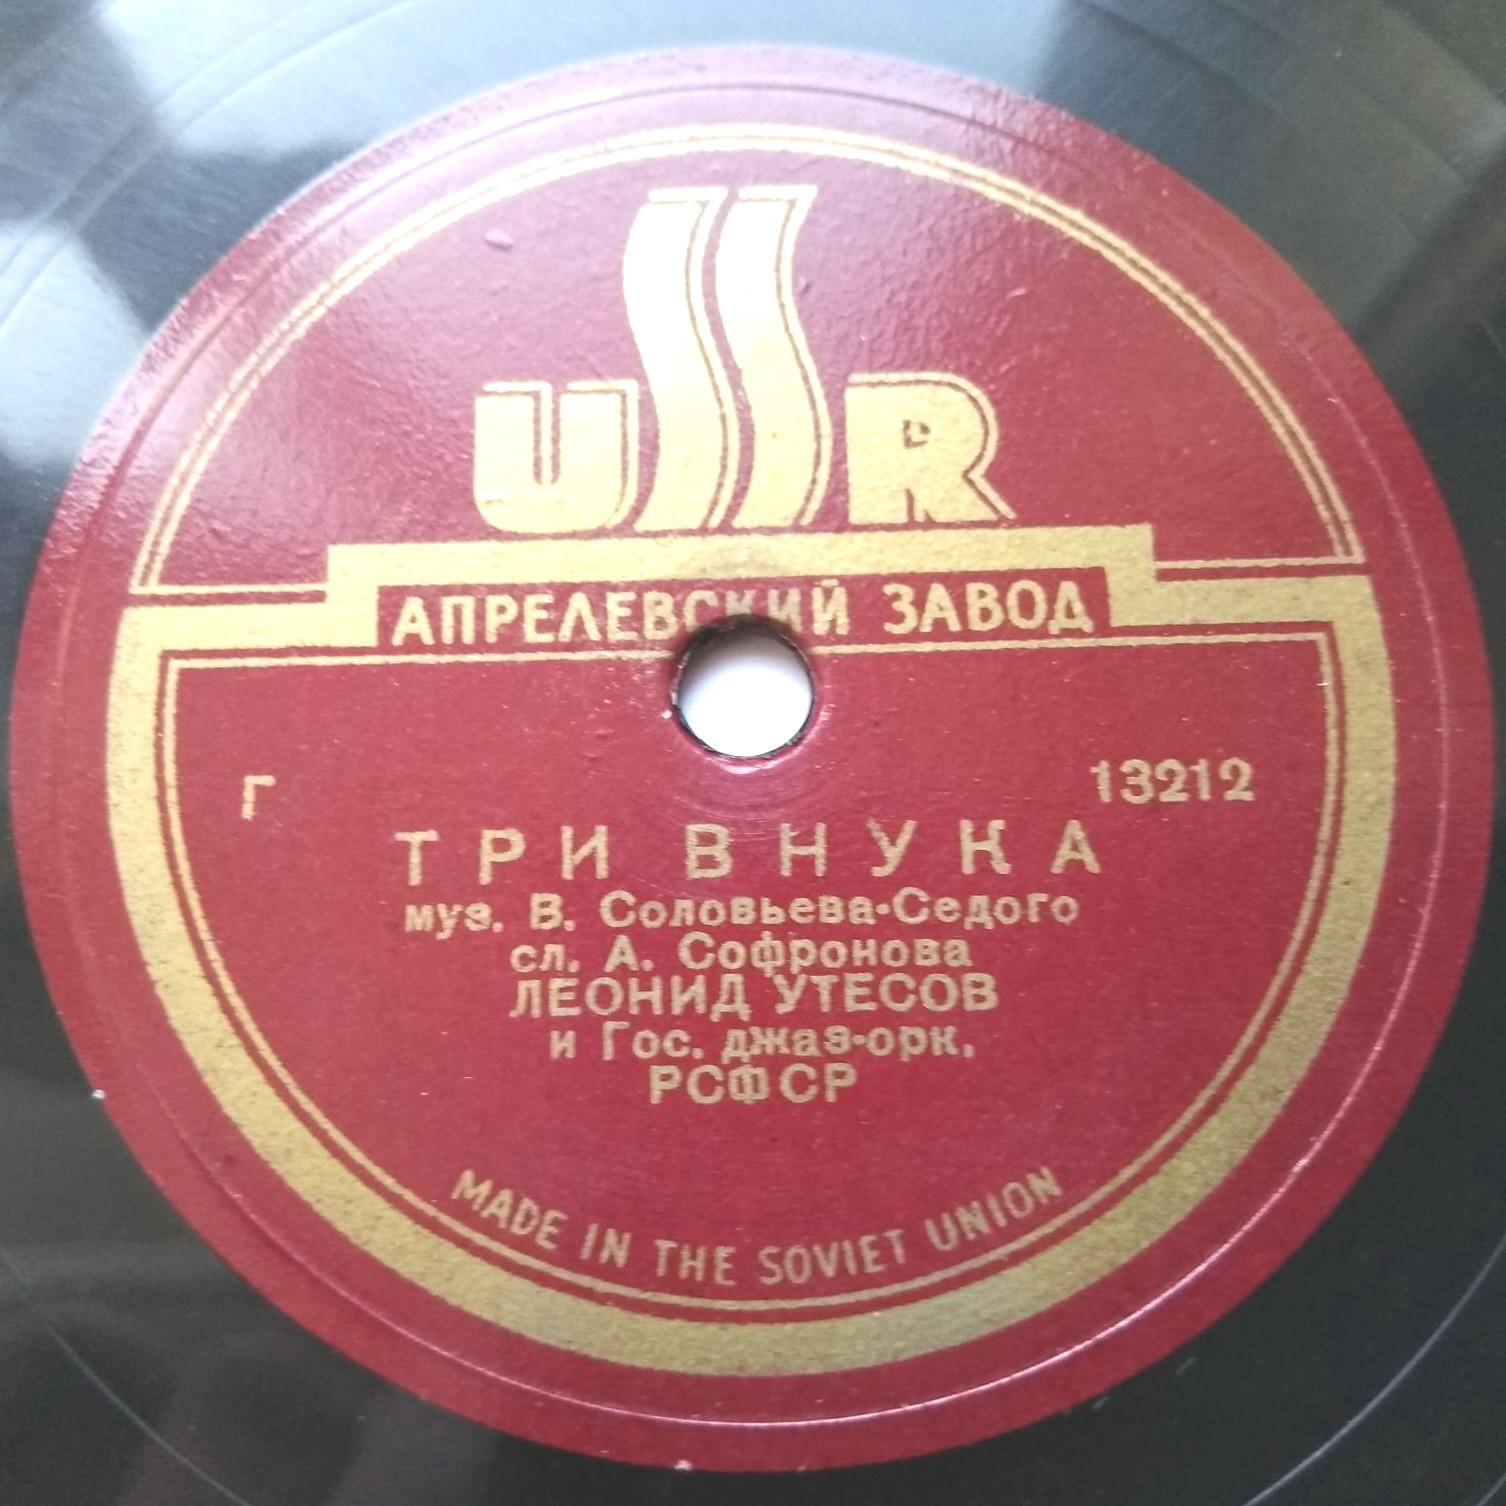 USSR
АПРЕЛЕВСКИЙ ЗАВОД
Г 13212
ТРИ ВНУКА
муз. В. Соловьева-Седого
сл. А. Софронова
ЛЕОНИД УТЕСОВ
и Гос. джаз-орк.
РСФСР
MADE IN THE SOVIET UNION